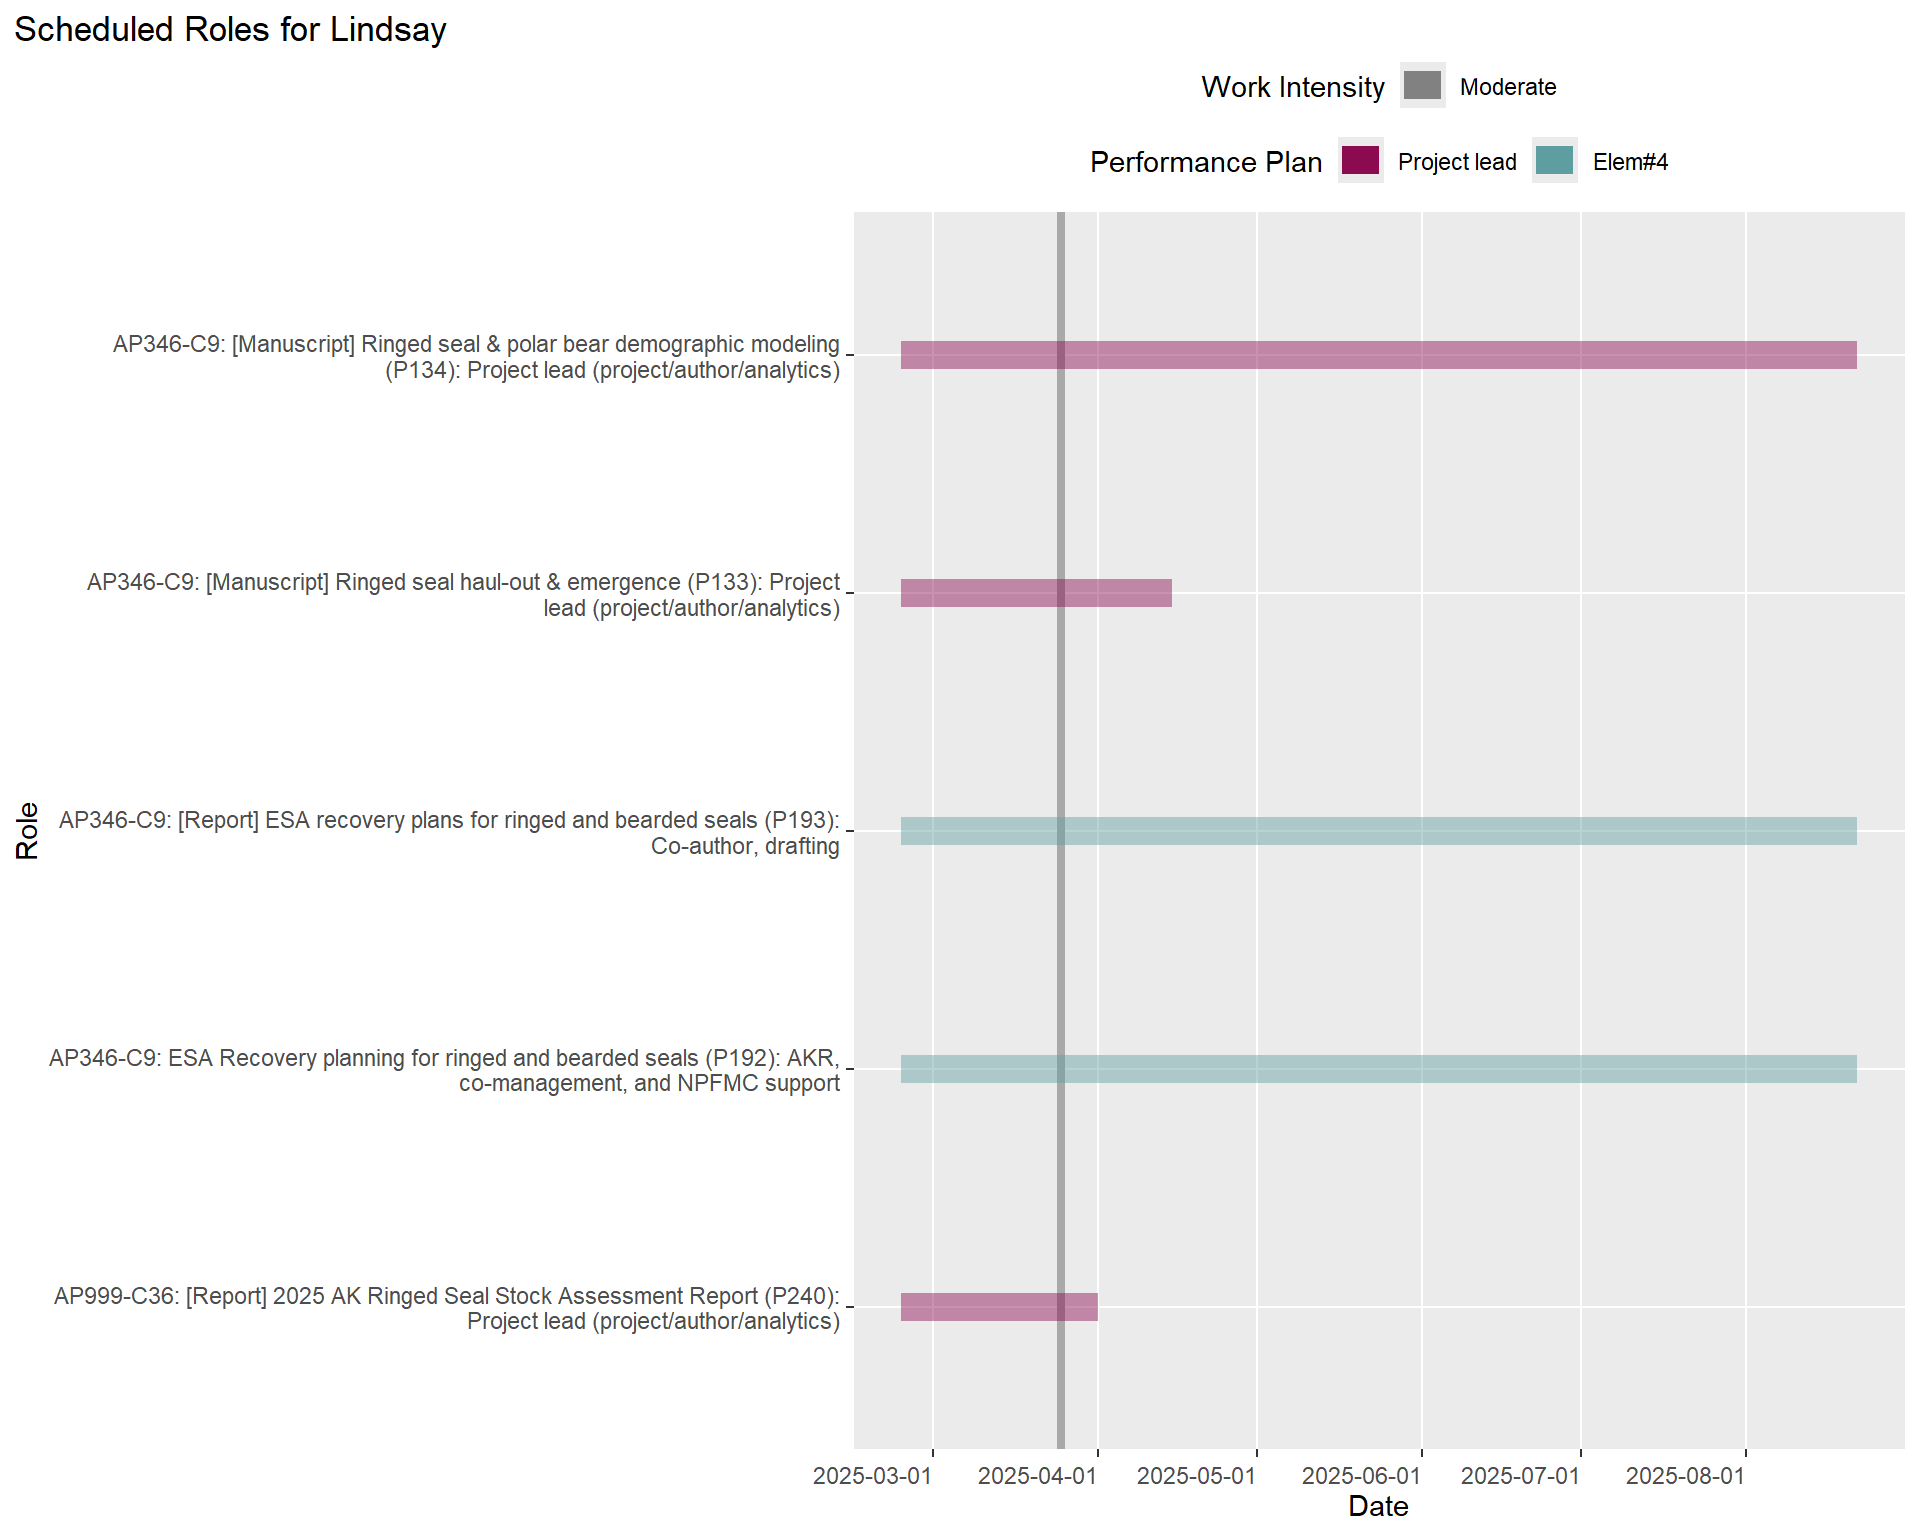 Scheduled Roles for Lindsay
Work Intensity
Moderate
Performance Plan
Project lead
Elem#4
Role
AP346-C9: [Manuscript] Ringed seal & polar bear demographic modeling
(P134): Project lead (project/author/analytics)
AP346-C9: [Manuscript] Ringed seal haul-out & emergence (P133): Project
lead (project/author/analytics)
AP346-C9: [Report] ESA recovery plans for ringed and bearded seals (P193):
Co-author, drafting
AP346-C9: ESA Recovery planning for ringed and bearded seals (P192): AKR,
co-management, and NPFMC support
AP999-C36: [Report] 2025 AK Ringed Seal Stock Assessment Report (P240):
Project lead (project/author/analytics)
2025-03-01
2025-04-01
2025-05-01
2025-06-01
2025-07-01
2025-08-01
Date